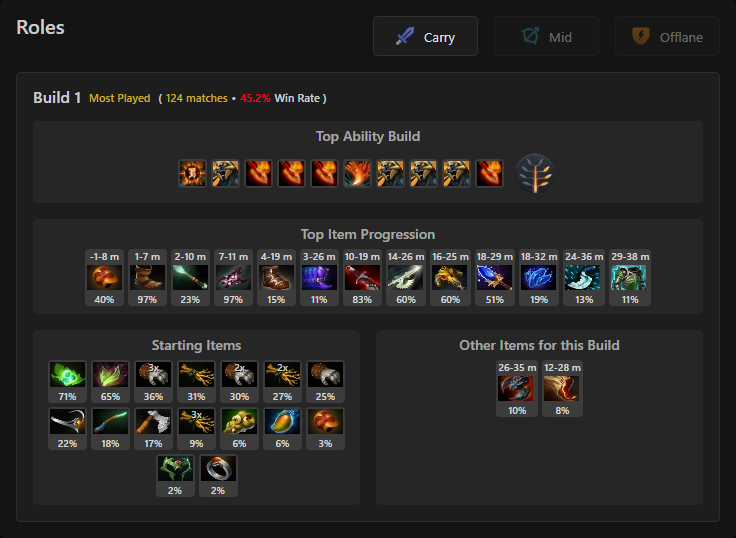 Roles
Carry
Mid
Offlane
Build 1 Most Played ( 124 matches • 45.2% Win Rate )
Top Ability Build
Top Item Progression
-1-8 m 1-7 m 2-10 m 7-11 m 4-19 m 3-26 m 10-19 m 14-26 m 16-25 m 18-29 m 18-32 m 24-36 m 29-38 m
40% 97% 23% 97% 15% 11% 83% 60% 60% 51% 19% 13% 11%
Starting Items
3x 2x 2x
71% 65% 36% 31% 30% 27% 25%
3x
22% 18% 17% 9% 6% 6% 3%
2% 2%
Other Items for this Build
26-35 m 12-28 m
10% 8%